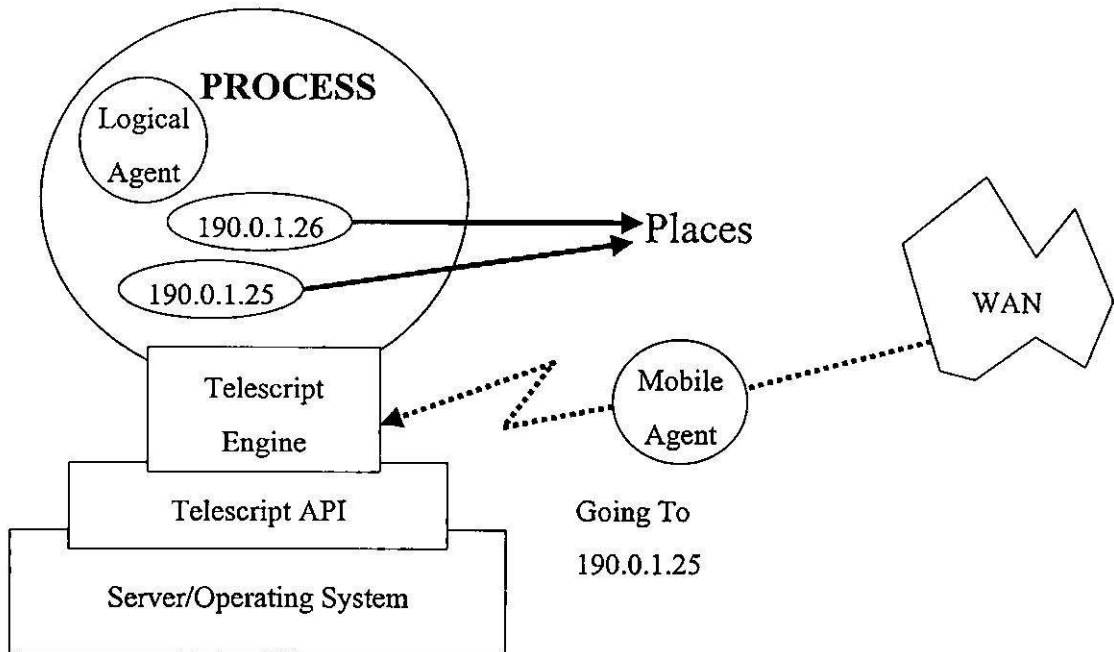 PROCESS
Logical
Agent
190.0.1.26
190.0.1.25
Places
WAN
Telescript
Engine
Mobile
Agent
Telescript API
Going To
190.0.1.25
Server/Operating System